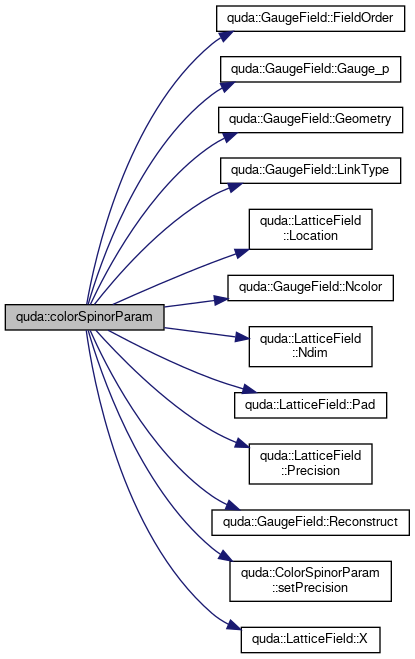 quda::GaugeField::FieldOrder
quda::GaugeField::Gauge_p
quda::GaugeField::Geometry
quda::GaugeField::LinkType
quda::LatticeField
::Location
quda::GaugeField::Ncolor
quda::colorSpinorParam
quda::LatticeField
::Ndim
quda::LatticeField::Pad
quda::LatticeField
::Precision
quda::GaugeField::Reconstruct
quda::ColorSpinorParam
::setPrecision
quda::LatticeField::X